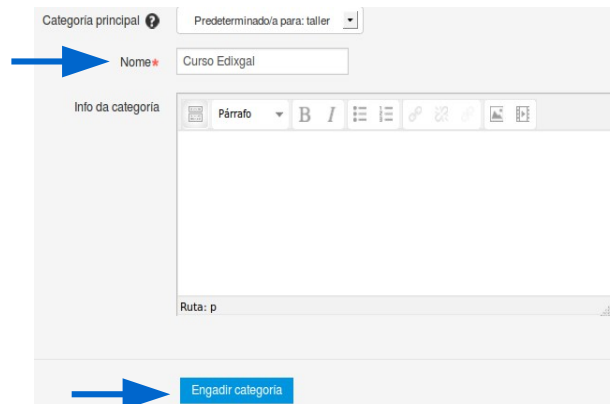 Categoría principal ? Predeterminado/a para: taller
Nome* Curso Edixgal
Info da categoría
Párrafo B I
Ruta: p
Engadir categoría